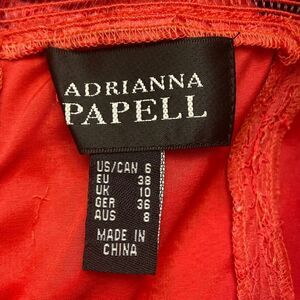 ADRIANNA
PAPELL
US/CAN 6
EU 38
UK 10
GER 36
AUS 8
MADE IN
CHINA